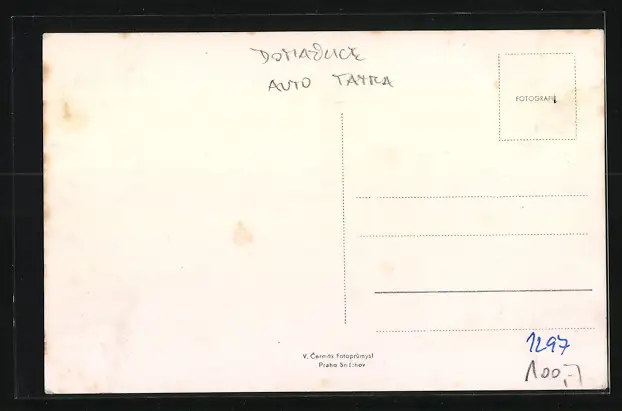 DOMAŽLICE
AUTO TATRA
FOTOGRAFIE
V. Čermák Fotoprůmysl
Praha Smíchov
1297
100,-